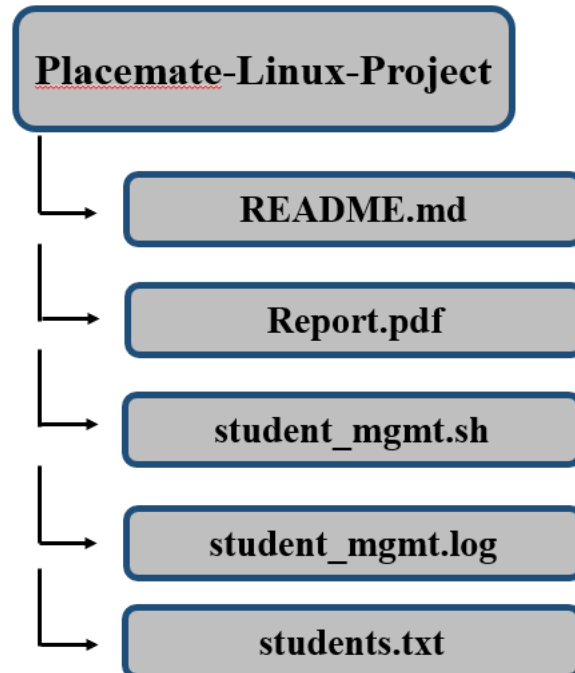 Placemate-Linux-Project
README.md
Report.pdf
student_mgmt.sh
student_mgmt.log
students.txt